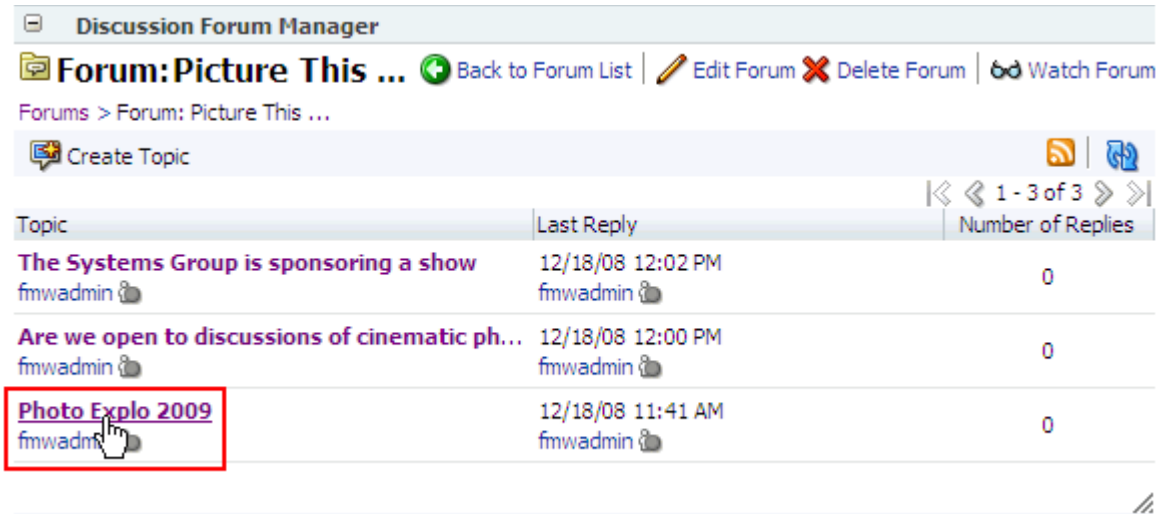 Discussion Forum Manager
Forum: Picture This ... Back to Forum List Edit Forum Delete Forum Watch Forum
Forums > Forum: Picture This ...
Create Topic
1 - 3 of 3
Topic Last Reply Number of Replies
The Systems Group is sponsoring a show 12/18/08 12:02 PM
fmwadmin fmwadmin 0
Are we open to discussions of cinematic ph... 12/18/08 12:00 PM
fmwadmin fmwadmin 0
Photo Explo 2009 12/18/08 11:41 AM
fmwadm fmwadmin 0